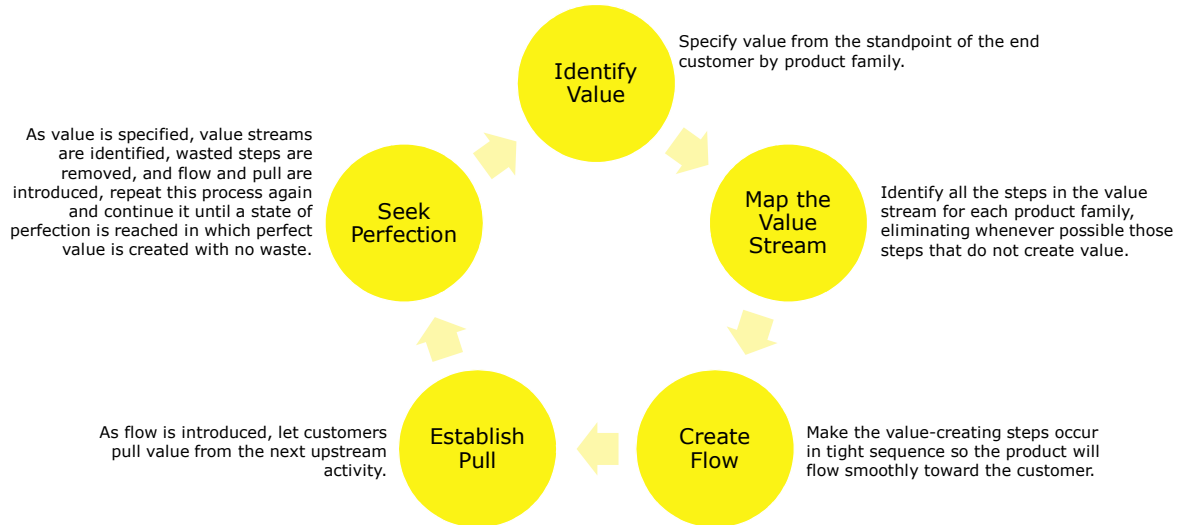 Identify
Value
Specify value from the standpoint of the end
customer by product family.
Map the
Value
Stream
Identify all the steps in the value
stream for each product family,
eliminating whenever possible those
steps that do not create value.
Create
Flow
Make the value-creating steps occur
in tight sequence so the product will
flow smoothly toward the customer.
Establish
Pull
As flow is introduced, let customers
pull value from the next upstream
activity.
Seek
Perfection
As value is specified, value streams
are identified, wasted steps are
removed, and flow and pull are
introduced, repeat this process again
and continue it until a state of
perfection is reached in which perfect
value is created with no waste.